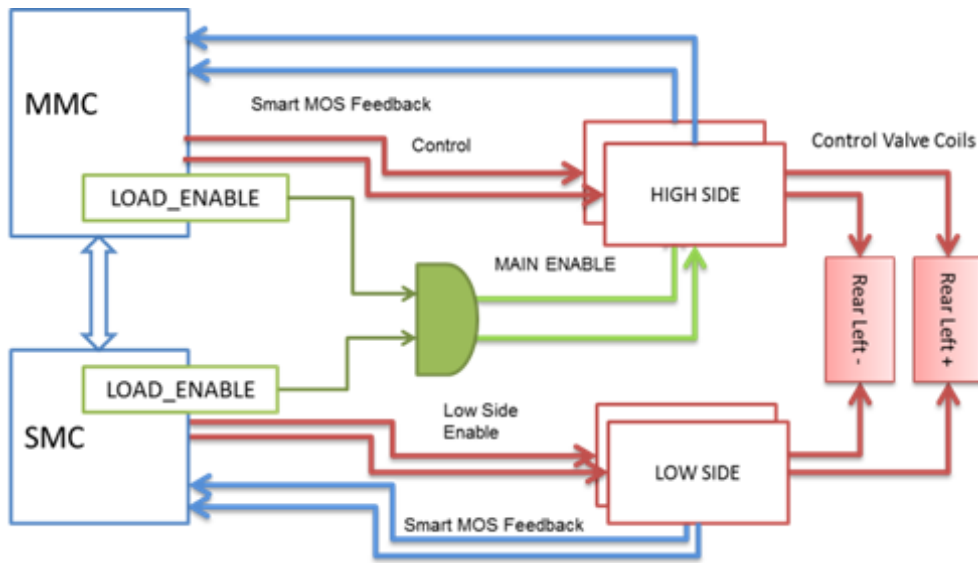 MMC
Smart MOS Feedback
Control
Control Valve Coils
LOAD_ENABLE
HIGH SIDE
MAIN ENABLE
Rear Left -
Rear Left +
LOAD_ENABLE
SMC
Low Side
Enable
LOW SIDE
Smart MOS Feedback